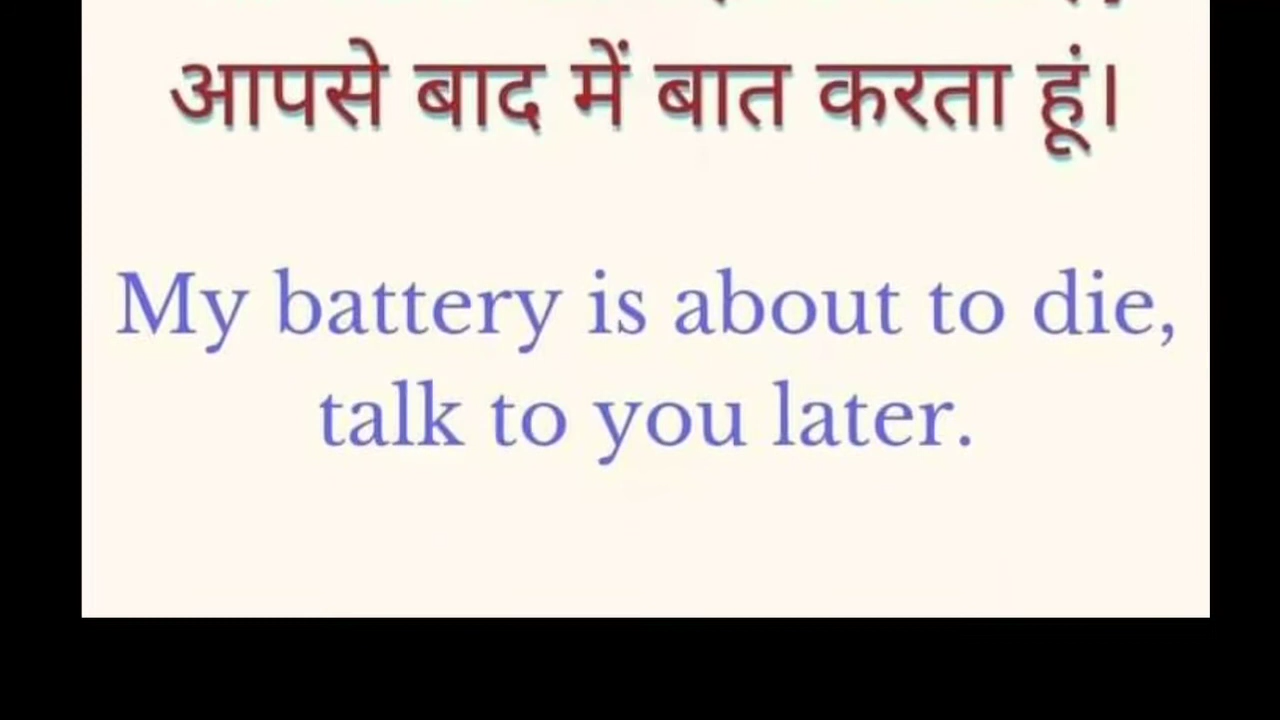 आपसे बाद में बात करता हूं।
My battery is about to die,
talk to you later.